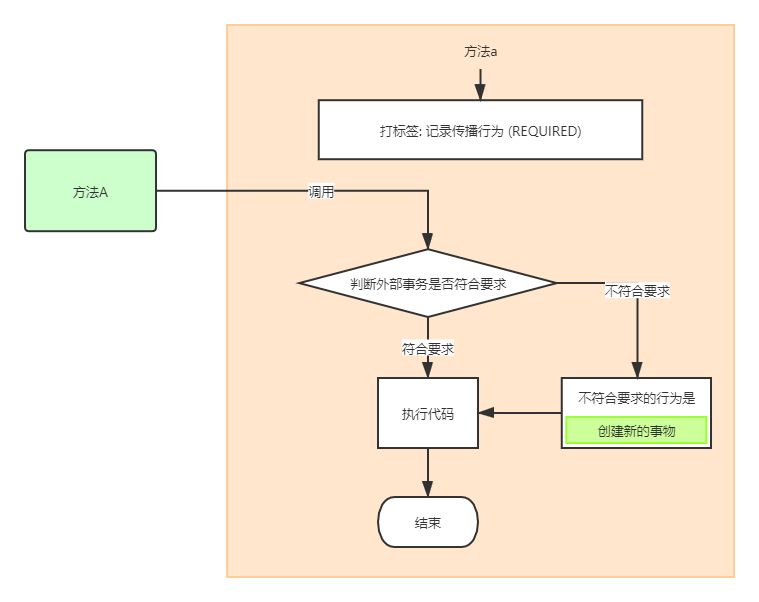 方法a
打标签: 记录传播行为 (REQUIRED)
方法A
调用
判断外部事务是否符合要求
不符合要求
符合要求
不符合要求的行为是
执行代码
创建新的事物
结束